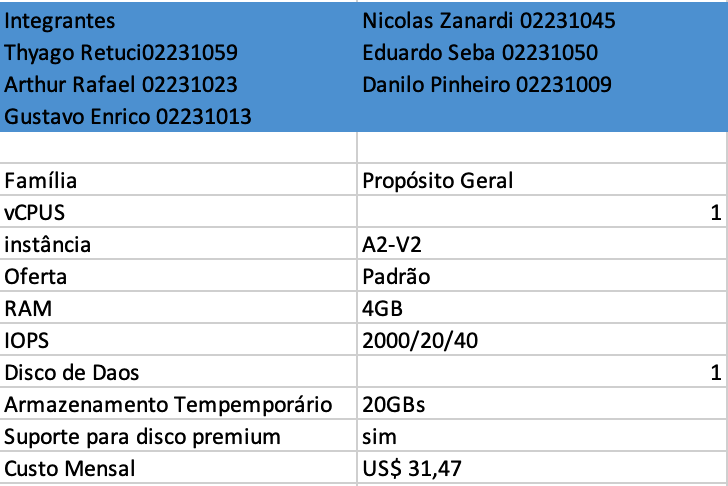 Integrantes Nicolas Zanardi 02231045
Thyago Retuci02231059 Eduardo Seba 02231050
Arthur Rafael 02231023 Danilo Pinheiro 02231009
Gustavo Enrico 02231013
Família Propósito Geral
vCPUS 1
instância A2-V2
Oferta Padrão
RAM 4GB
IOPS 2000/20/40
Disco de Daos 1
Armazenamento Tempemporário 20GBs
Suporte para disco premium sim
Custo Mensal US$ 31,47